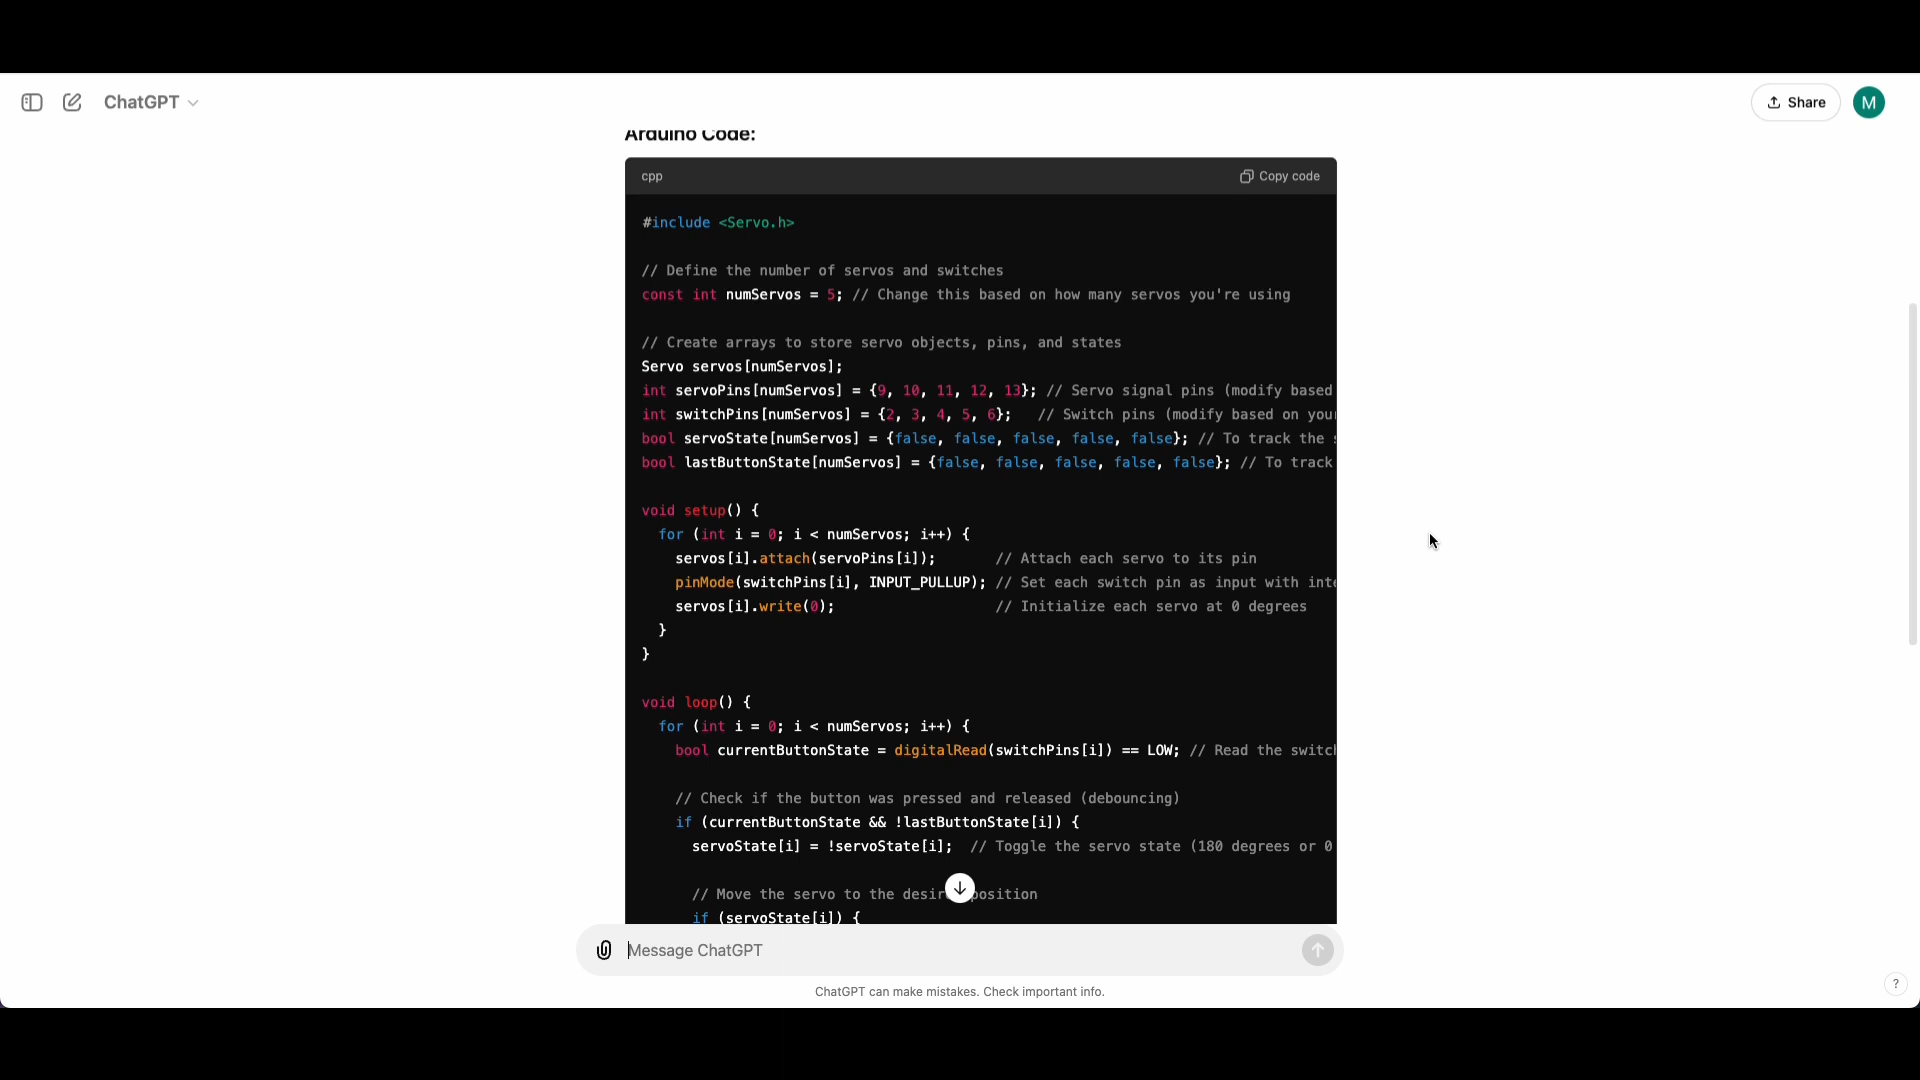 ChatGPT
Share
M
Arduino Code:
cpp
Copy code
#include <Servo.h>
// Define the number of servos and switches
const int numServos = 5; // Change this based on how many servos you're using
// Create arrays to store servo objects, pins, and states
Servo servos[numServos];
int servoPins[numServos] = {9, 10, 11, 12, 13}; // Servo signal pins (modify based
int switchPins[numServos] = {2, 3, 4, 5, 6};   // Switch pins (modify based on your
bool servoState[numServos] = {false, false, false, false, false}; // To track the
bool lastButtonState[numServos] = {false, false, false, false, false}; // To track
void setup() {
  for (int i = 0; i < numServos; i++) {
    servos[i].attach(servoPins[i]);       // Attach each servo to its pin
    pinMode(switchPins[i], INPUT_PULLUP); // Set each switch pin as input with inte
    servos[i].write(0);                   // Initialize each servo at 0 degrees
  }
}
void loop() {
  for (int i = 0; i < numServos; i++) {
    bool currentButtonState = digitalRead(switchPins[i]) == LOW; // Read the switch
    // Check if the button was pressed and released (debouncing)
    if (currentButtonState && !lastButtonState[i]) {
      servoState[i] = !servoState[i];  // Toggle the servo state (180 degrees or 0
      // Move the servo to the desir position
      if (servoState[i]) {
Message ChatGPT
ChatGPT can make mistakes. Check important info.
?